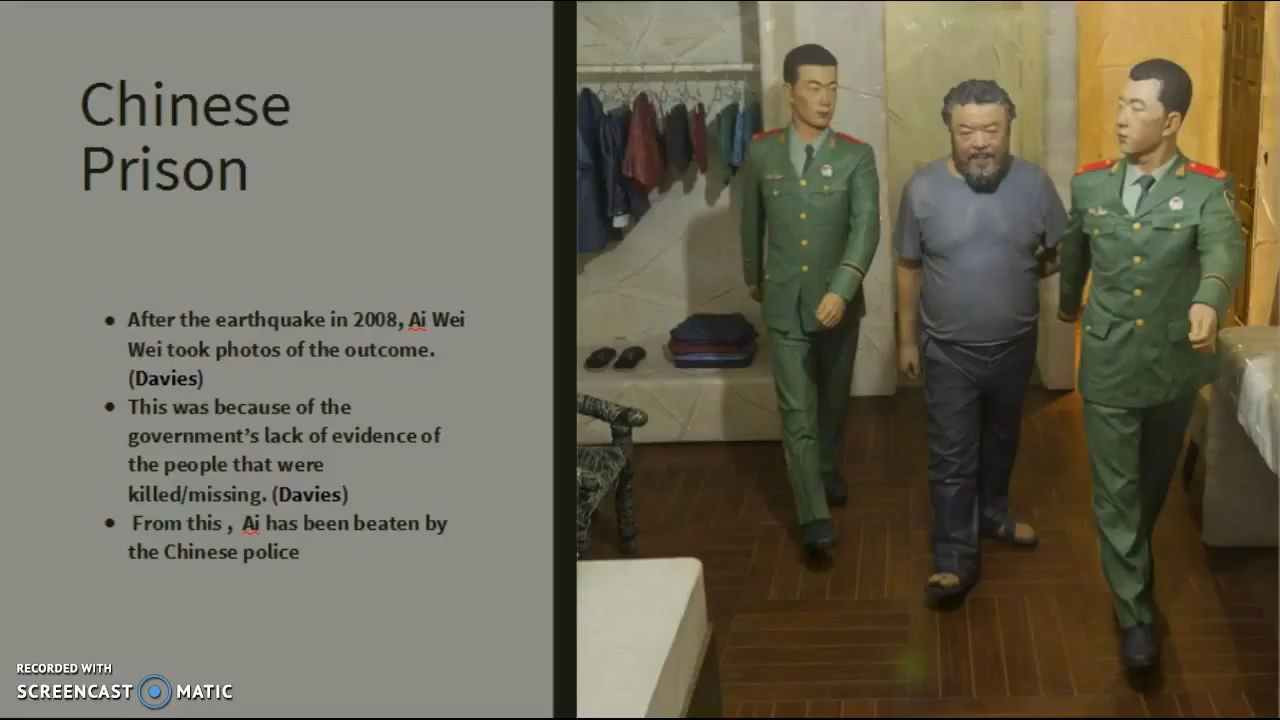 Chinese
Prison
● After the earthquake in 2008, Ai Wei
Wei took photos of the outcome.
(Davies)
● This was because of the
government’s lack of evidence of
the people that were
killed/missing. (Davies)
● From this , Ai has been beaten by
the Chinese police
RECORDED WITH
SCREENCAST MATIC